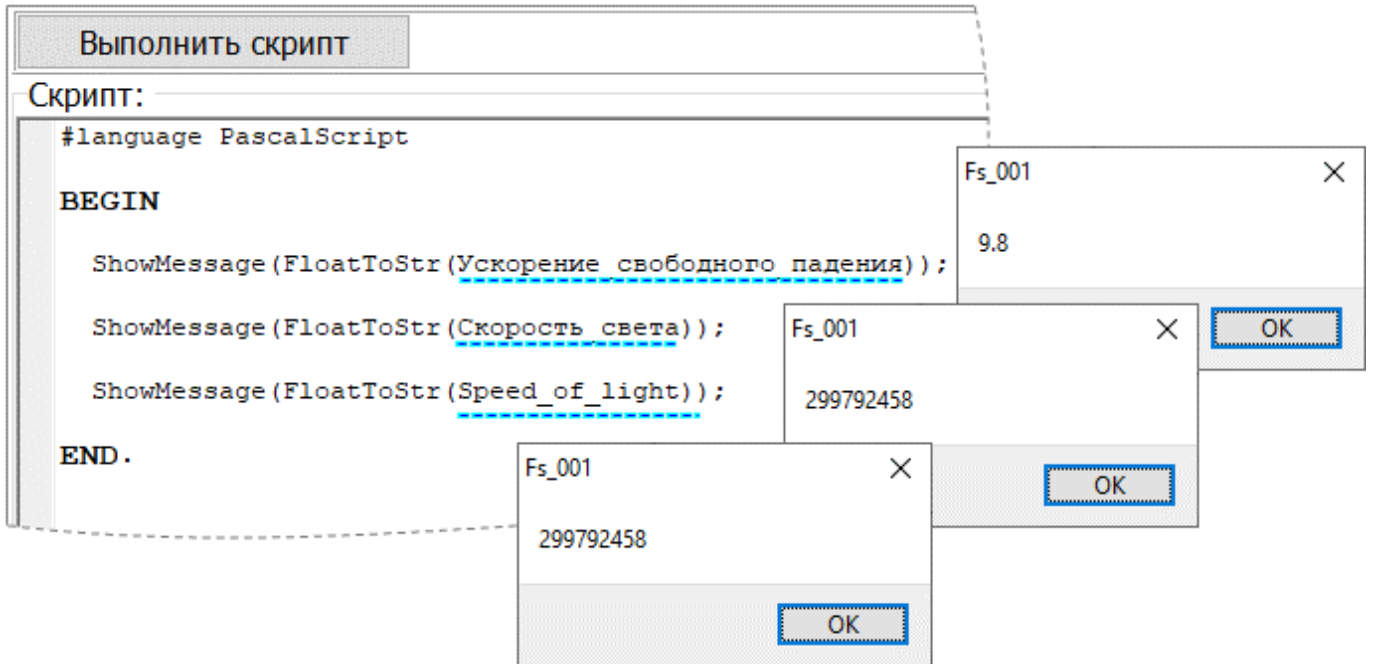 Выполнить скрипт
Скрипт:
#language PascalScript
BEGIN
ShowMessage(FloatToStr(Ускорение_свободного_падения));
ShowMessage(FloatToStr(Скорость_света));
ShowMessage(FloatToStr(Speed_of_light));
END.
Fs_001
9.8
OK
Fs_001
299792458
OK
Fs_001
299792458
OK